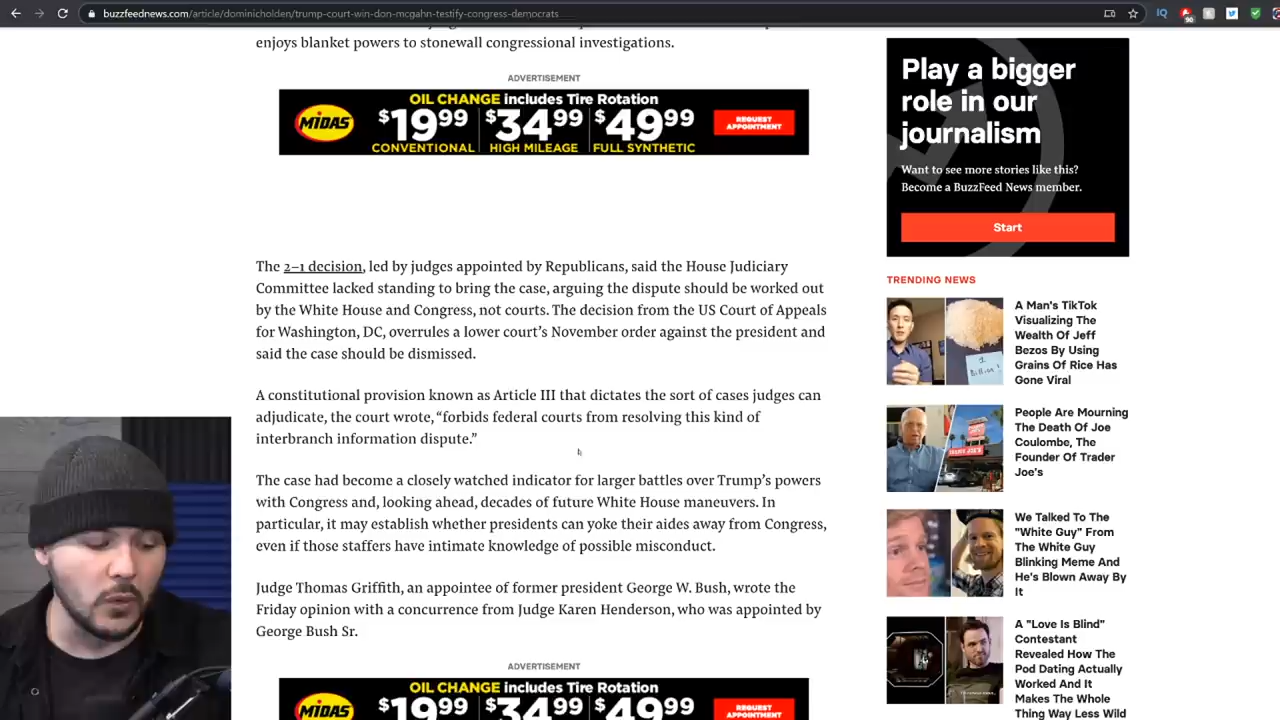 buzzfeednews.com/article/dominicholden/trump-court-win-don-mcgahn-testify-congress-democrats
enjoys blanket powers to stonewall congressional investigations.
ADVERTISEMENT
MIDAS
OIL CHANGE includes Tire Rotation
$19.99 $34.99 $49.99
CONVENTIONAL HIGH MILEAGE FULL SYNTHETIC
REQUEST
APPOINTMENT
The 2–1 decision, led by judges appointed by Republicans, said the House Judiciary
Committee lacked standing to bring the case, arguing the dispute should be worked out
by the White House and Congress, not courts. The decision from the US Court of Appeals
for Washington, DC, overrules a lower court’s November order against the president and
said the case should be dismissed.
A constitutional provision known as Article III that dictates the sort of cases judges can
adjudicate, the court wrote, “forbids federal courts from resolving this kind of
interbranch information dispute.”
The case had become a closely watched indicator for larger battles over Trump’s powers
with Congress and, looking ahead, decades of future White House maneuvers. In
particular, it may establish whether presidents can yoke their aides away from Congress,
even if those staffers have intimate knowledge of possible misconduct.
Judge Thomas Griffith, an appointee of former president George W. Bush, wrote the
Friday opinion with a concurrence from Judge Karen Henderson, who was appointed by
George Bush Sr.
ADVERTISEMENT
MIDAS
OIL CHANGE includes Tire Rotation
$19.99 $34.99 $49.99
REQUEST
APPOINTMENT
Play a bigger
role in our
journalism
Want to see more stories like this?
Become a BuzzFeed News member.
Start
TRENDING NEWS
A Man's TikTok
Visualizing The
Wealth Of Jeff
Bezos By Using
Grains Of Rice Has
Gone Viral
People Are Mourning
The Death Of Joe
Coulombe, The
Founder Of Trader
Joe's
We Talked To The
"White Guy" From
The White Guy
Blinking Meme And
He's Blown Away By
It
A "Love Is Blind"
Contestant
Revealed How The
Pod Dating Actually
Worked And It
Makes The Whole
Thing Way Less Wild